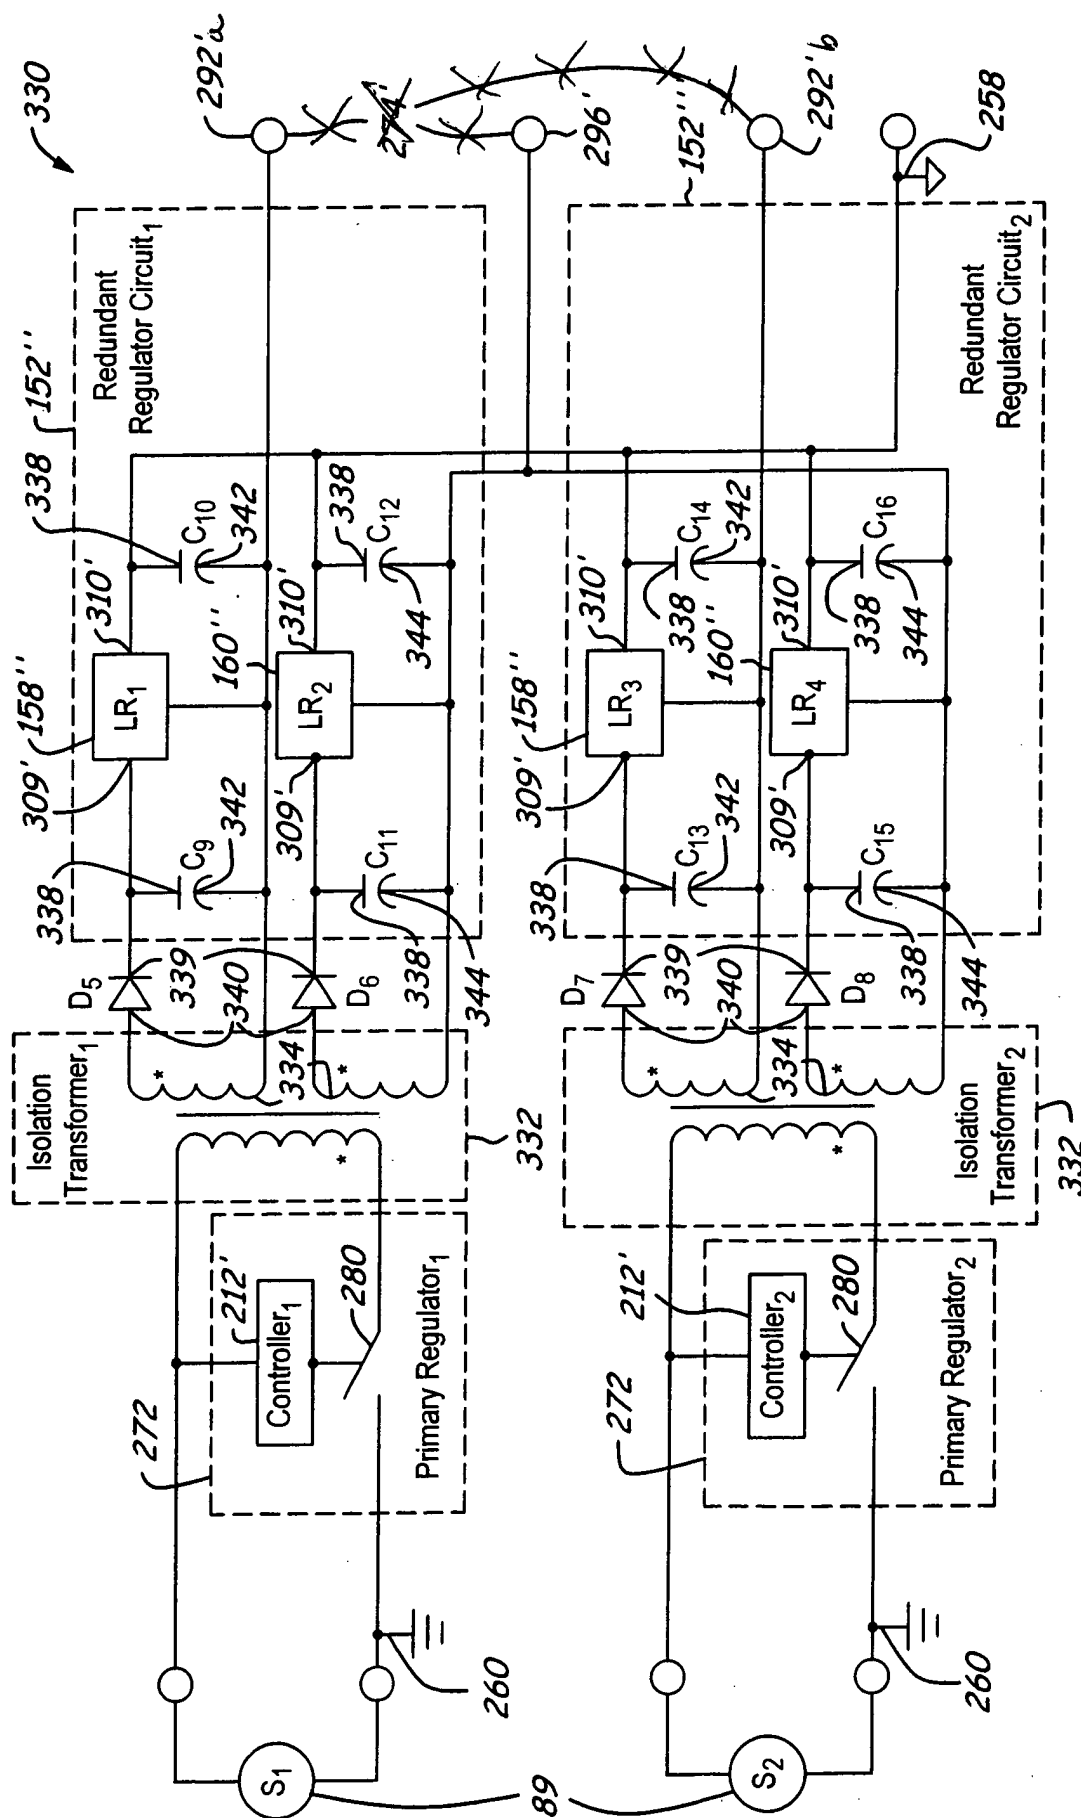 330
292'a
274'
296'
292'b
152'''
258
152''
Redundant
Regulator Circuit₁
338
C₁₀
342
310'
158''
LR₁
309'
338
C₉
342
160''
310'
LR₂
309'
338
C₁₂
344
C₁₁
338
344
D₅
339
340
D₆
Isolation
Transformer₁
*
*
*
334
332
272
212'
Controller₁
280
Primary Regulator₁
260
S₁
89
Redundant
Regulator Circuit₂
310'
158''
LR₃
309'
338
C₁₄
342
338
C₁₃
342
160''
310'
LR₄
309'
338
C₁₆
344
C₁₅
338
344
D₇
339
340
D₈
Isolation
Transformer₂
*
*
*
334
332
272
212'
Controller₂
280
Primary Regulator₂
260
S₂